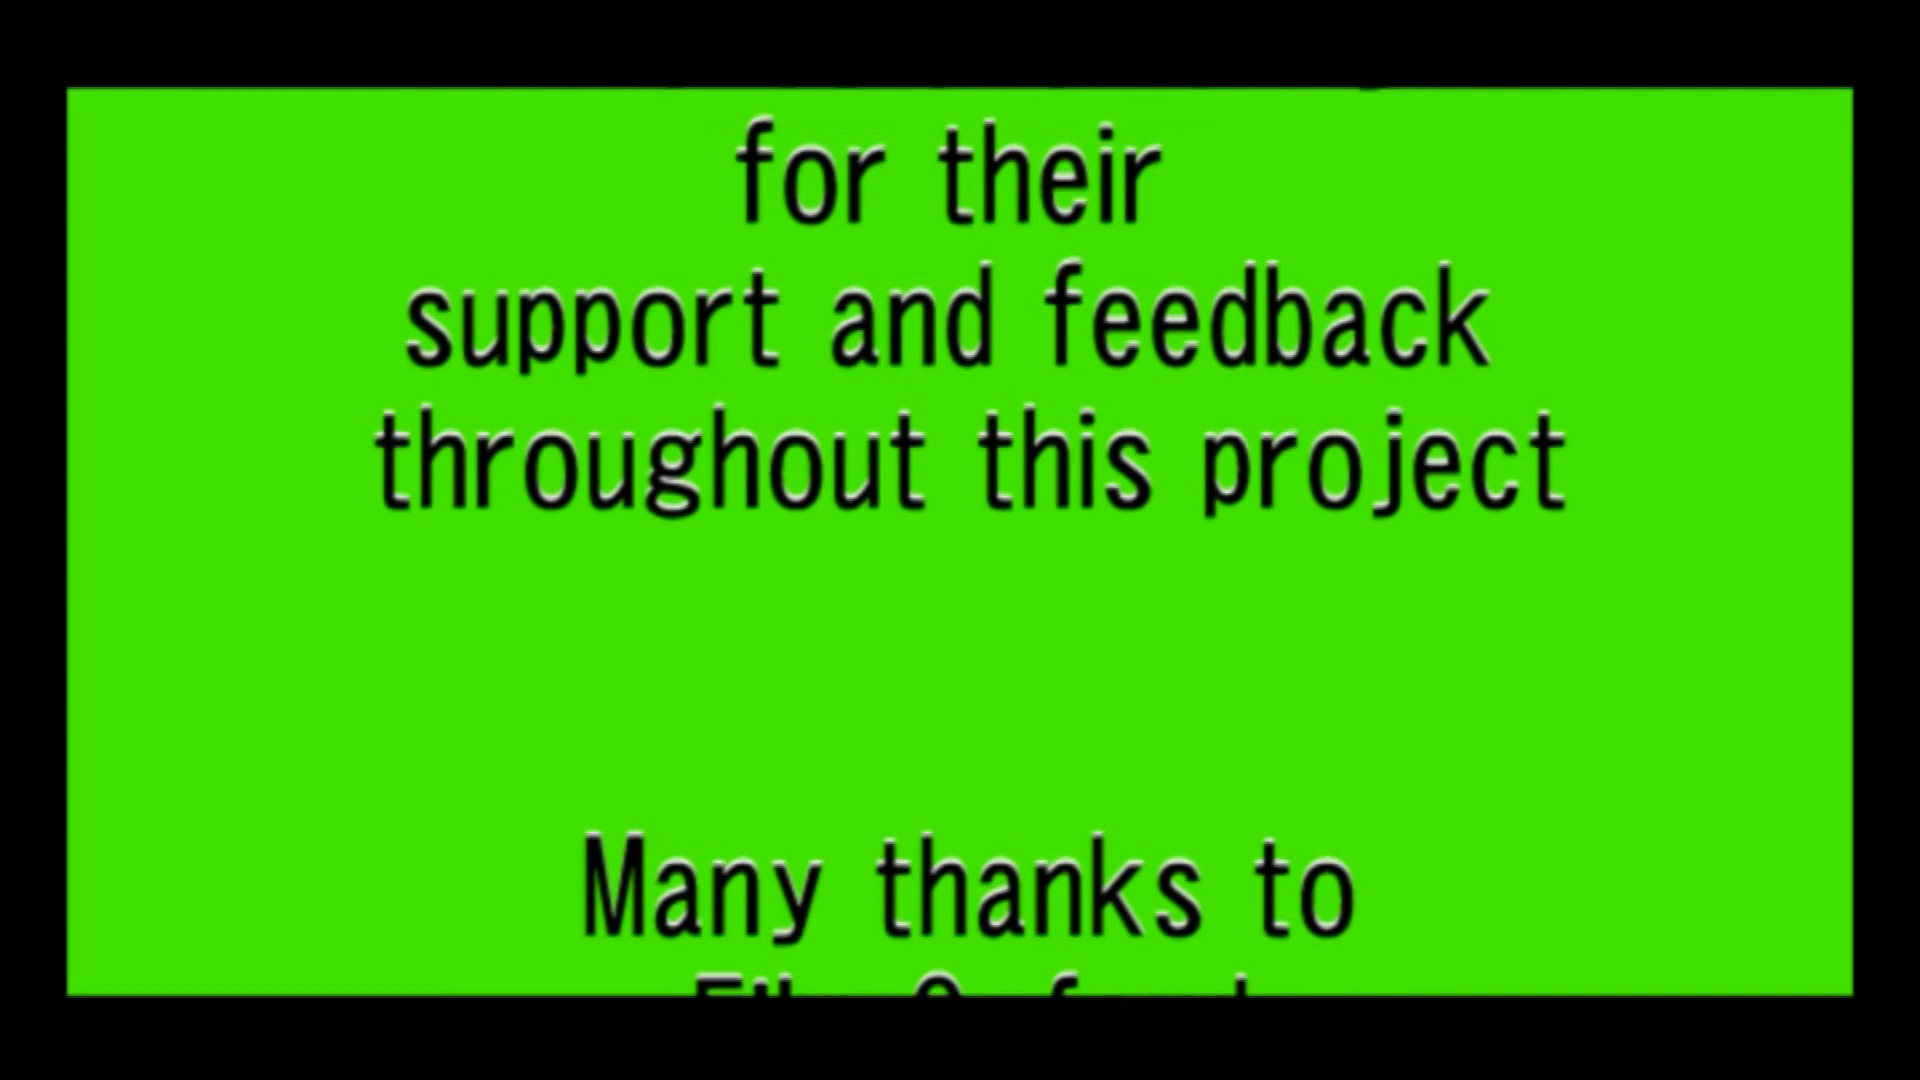 for their
support and feedback
throughout this project
Many thanks to